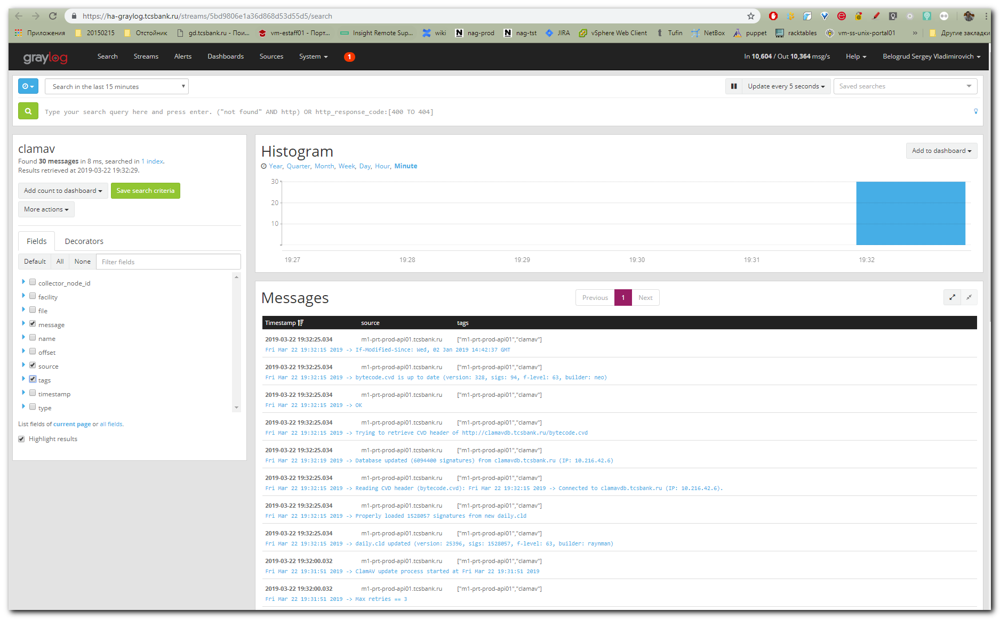 https://ha-graylog.tcsbank.ru/streams/5bd9806e1a36d868d53d55d5/search
Приложения 20150215 Отстойник gd.tcsbank.ru - Пои... vm-estaff01 - Порт... Insight Remote Sup... wiki nag-prod nag-tst JIRA vSphere Web Client Tufin NetBox puppet racktables vm-ss-unix-portal01 » Другие закладки
graylog Search Streams Alerts Dashboards Sources System 1 In 10,604 / Out 10,364 msg/s Help Belogrud Sergey Vladimirovich
Search in the last 15 minutes Update every 5 seconds Saved searches
Type your search query here and press enter. ("not found" AND http) OR http_response_code:[400 TO 404]
clamav
Found 30 messages in 8 ms, searched in 1 index.
Results retrieved at 2019-03-22 19:32:29.
Add count to dashboard Save search criteria
More actions
Fields Decorators
Default All None Filter fields
collector_node_id
facility
file
message
name
offset
source
tags
timestamp
type
List fields of current page or all fields.
Highlight results
Histogram
Add to dashboard
Year, Quarter, Month, Week, Day, Hour, Minute
30
20
10
19:27 19:28 19:29 19:30 19:31 19:32
Messages
Previous 1 Next
Timestamp source tags
2019-03-22 19:32:25.034 m1-prt-prod-api01.tcsbank.ru ["m1-prt-prod-api01","clamav"]
Fri Mar 22 19:32:15 2019 -> If-Modified-Since: Wed, 02 Jan 2019 14:42:37 GMT
2019-03-22 19:32:25.034 m1-prt-prod-api01.tcsbank.ru ["m1-prt-prod-api01","clamav"]
Fri Mar 22 19:32:15 2019 -> bytecode.cvd is up to date (version: 328, sigs: 94, f-level: 63, builder: neo)
2019-03-22 19:32:25.034 m1-prt-prod-api01.tcsbank.ru ["m1-prt-prod-api01","clamav"]
Fri Mar 22 19:32:15 2019 -> OK
2019-03-22 19:32:25.034 m1-prt-prod-api01.tcsbank.ru ["m1-prt-prod-api01","clamav"]
Fri Mar 22 19:32:15 2019 -> Trying to retrieve CVD header of http://clamavdb.tcsbank.ru/bytecode.cvd
2019-03-22 19:32:25.034 m1-prt-prod-api01.tcsbank.ru ["m1-prt-prod-api01","clamav"]
Fri Mar 22 19:32:19 2019 -> Database updated (6094400 signatures) from clamavdb.tcsbank.ru (IP: 10.216.42.6)
2019-03-22 19:32:25.034 m1-prt-prod-api01.tcsbank.ru ["m1-prt-prod-api01","clamav"]
Fri Mar 22 19:32:15 2019 -> Reading CVD header (bytecode.cvd): Fri Mar 22 19:32:15 2019 -> Connected to clamavdb.tcsbank.ru (IP: 10.216.42.6).
2019-03-22 19:32:25.034 m1-prt-prod-api01.tcsbank.ru ["m1-prt-prod-api01","clamav"]
Fri Mar 22 19:32:15 2019 -> Properly loaded 1528057 signatures from new daily.cld
2019-03-22 19:32:25.034 m1-prt-prod-api01.tcsbank.ru ["m1-prt-prod-api01","clamav"]
Fri Mar 22 19:32:15 2019 -> daily.cld updated (version: 25396, sigs: 1528057, f-level: 63, builder: raynman)
2019-03-22 19:32:00.032 m1-prt-prod-api01.tcsbank.ru ["m1-prt-prod-api01","clamav"]
Fri Mar 22 19:31:51 2019 -> ClamAV update process started at Fri Mar 22 19:31:51 2019
2019-03-22 19:32:00.032 m1-prt-prod-api01.tcsbank.ru ["m1-prt-prod-api01","clamav"]
Fri Mar 22 19:31:51 2019 -> Max retries == 3